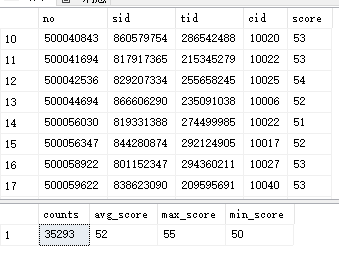 no sid tid cid score
10 500040843 860579754 286542488 10020 53
11 500041694 817917365 215345279 10022 53
12 500042536 829207334 255658245 10025 54
13 500044694 866606290 235091038 10006 52
14 500056030 819331388 274499985 10022 51
15 500056347 844280874 292124905 10017 52
16 500058922 801152347 294360211 10027 53
17 500059622 838623090 209595691 10040 53
counts avg_score max_score min_score
1 35293 52 55 50